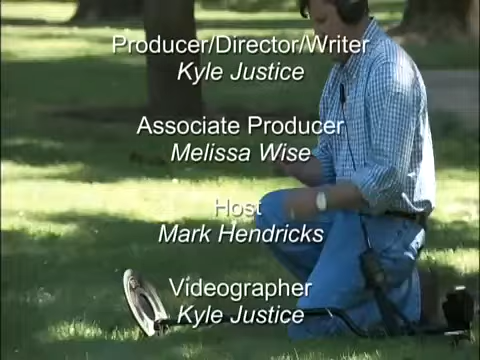 Producer/Director/Writer
Kyle Justice
Associate Producer
Melissa Wise
Host
Mark Hendricks
Videographer
Kyle Justice